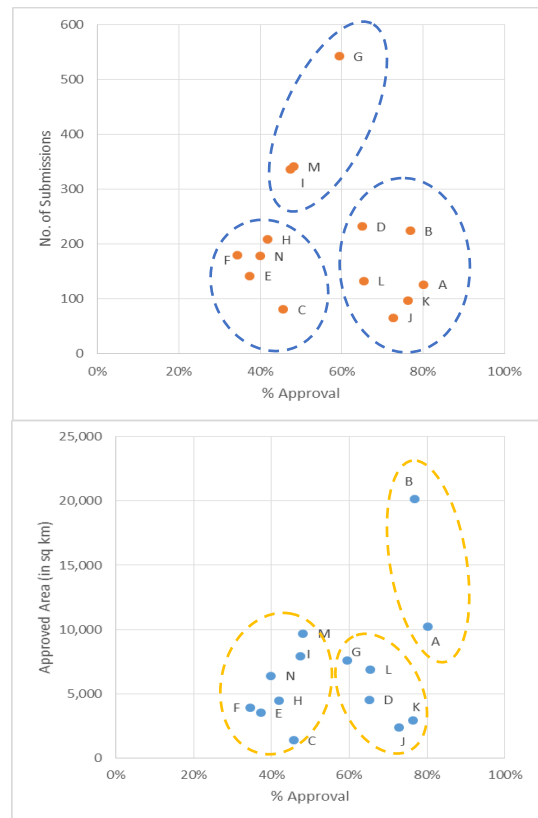 600
500
400
300
200
100
0
No. of Submissions
G
M
I
D
B
H
F
N
E
L
A
K
C
J
0% 20% 40% 60% 80% 100%
% Approval
25,000
20,000
15,000
10,000
5,000
0
Approved Area (in sq km)
B
A
M
I
G
L
N
H
D
F
E
K
C
J
0% 20% 40% 60% 80% 100%
% Approval